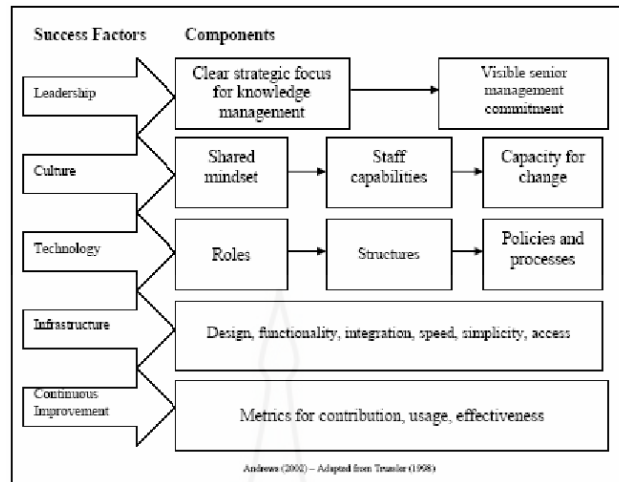 Success Factors Components
Leadership
Clear strategic focus
for knowledge
management
Visible senior
management
commitment
Culture
Shared
mindset
Staff
capabilities
Capacity for
change
Technology
Roles
Structures
Policies and
processes
Infrastructure
Design, functionality, integration, speed, simplicity, access
Continuous
Improvement
Metrics for contribution, usage, effectiveness
Andrews (2002) – Adapted from Trussler (1998)